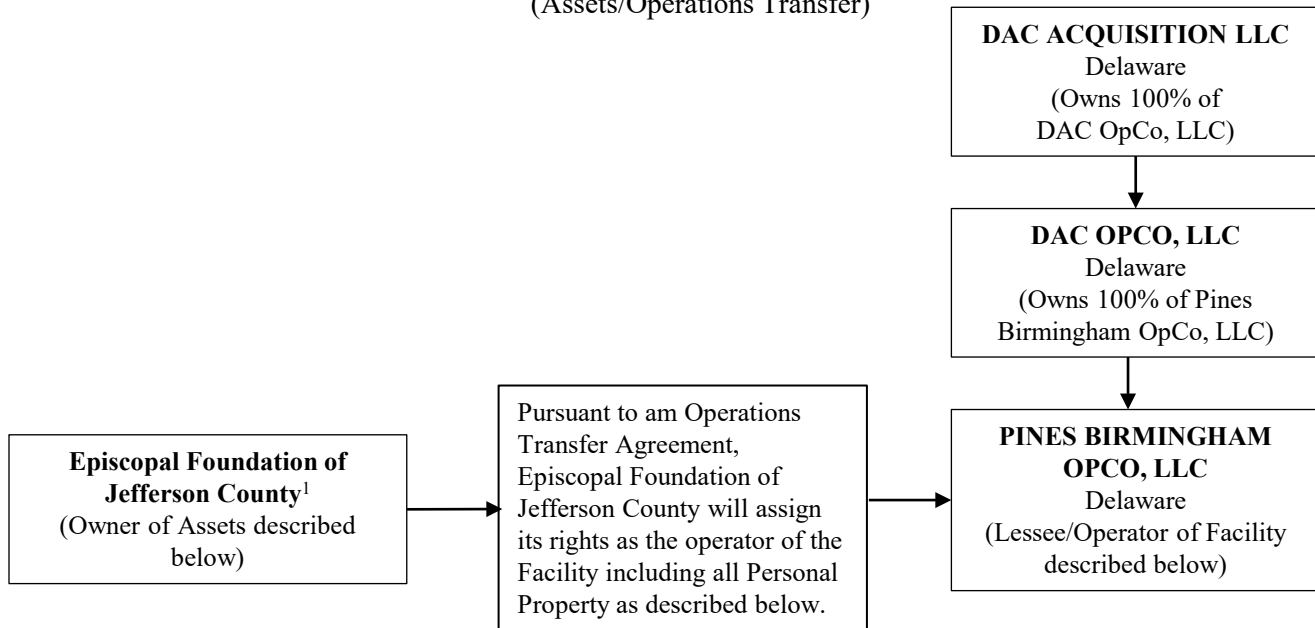 (Assets/Operations Transfer)
DAC ACQUISITION LLC
Delaware
(Owns 100% of
DAC OpCo, LLC)
DAC OPCO, LLC
Delaware
(Owns 100% of Pines
Birmingham OpCo, LLC)
Episcopal Foundation of
Jefferson County¹
(Owner of Assets described
below)
Pursuant to am Operations
Transfer Agreement,
Episcopal Foundation of
Jefferson County will assign
its rights as the operator of the
Facility including all Personal
Property as described below.
PINES BIRMINGHAM
OPCO, LLC
Delaware
(Lessee/Operator of Facility
described below)